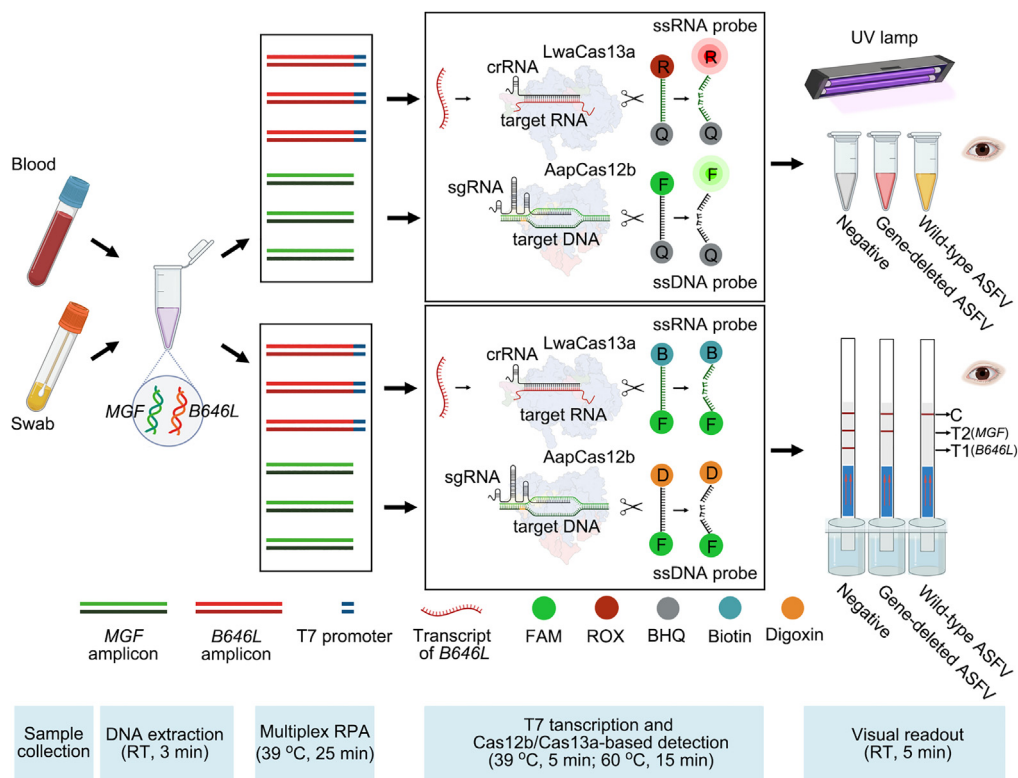 Blood
Swab
MGF
B646L
crRNA
LwaCas13a
target RNA
ssRNA probe
R
R
Q
Q
sgRNA
AapCas12b
target DNA
F
F
Q
Q
ssDNA probe
UV lamp
Negative
Gene-deleted ASFV
Wild-type ASFV
ssRNA probe
crRNA
LwaCas13a
target RNA
B
B
F
F
sgRNA
AapCas12b
target DNA
D
D
F
F
ssDNA probe
C
T2(MGF)
T1(B646L)
Negative
Gene-deleted ASFV
Wild-type ASFV
MGF
amplicon
B646L
amplicon
T7 promoter
Transcript
of B646L
FAM
ROX
BHQ
Biotin
Digoxin
Sample
collection
DNA extraction
(RT, 3 min)
Multiplex RPA
(39 °C, 25 min)
T7 tanscription and
Cas12b/Cas13a-based detection
(39 °C, 5 min; 60 °C, 15 min)
Visual readout
(RT, 5 min)